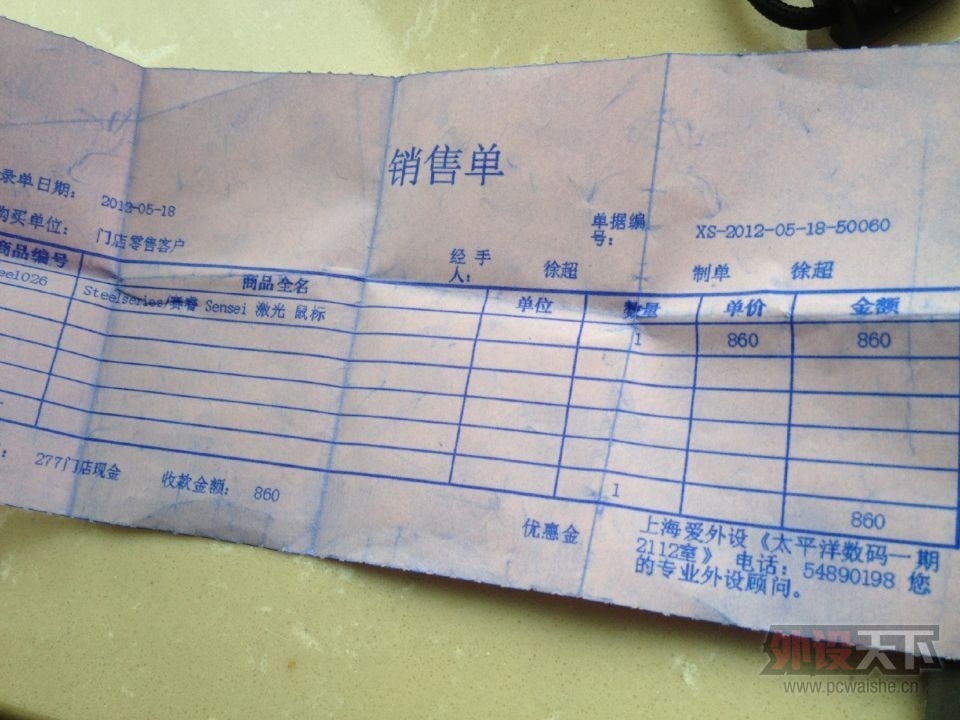 销售单
录单日期： 2012-05-18
购买单位： 门店零售客户
单据编号： XS-2012-05-18-50060
经手人： 徐超 制单 徐超
商品编号 商品全名 单位 数量 单价 金额
eel026 Steelseries/赛睿 Sensei 激光 鼠标 1 860 860
1 860
： 277门店现金 收款金额： 860
优惠金
上海爱外设《太平洋数码一期
2112室》 电话：54890198 您
的专业外设顾问。
外设天下
www.pcwaishe.cn